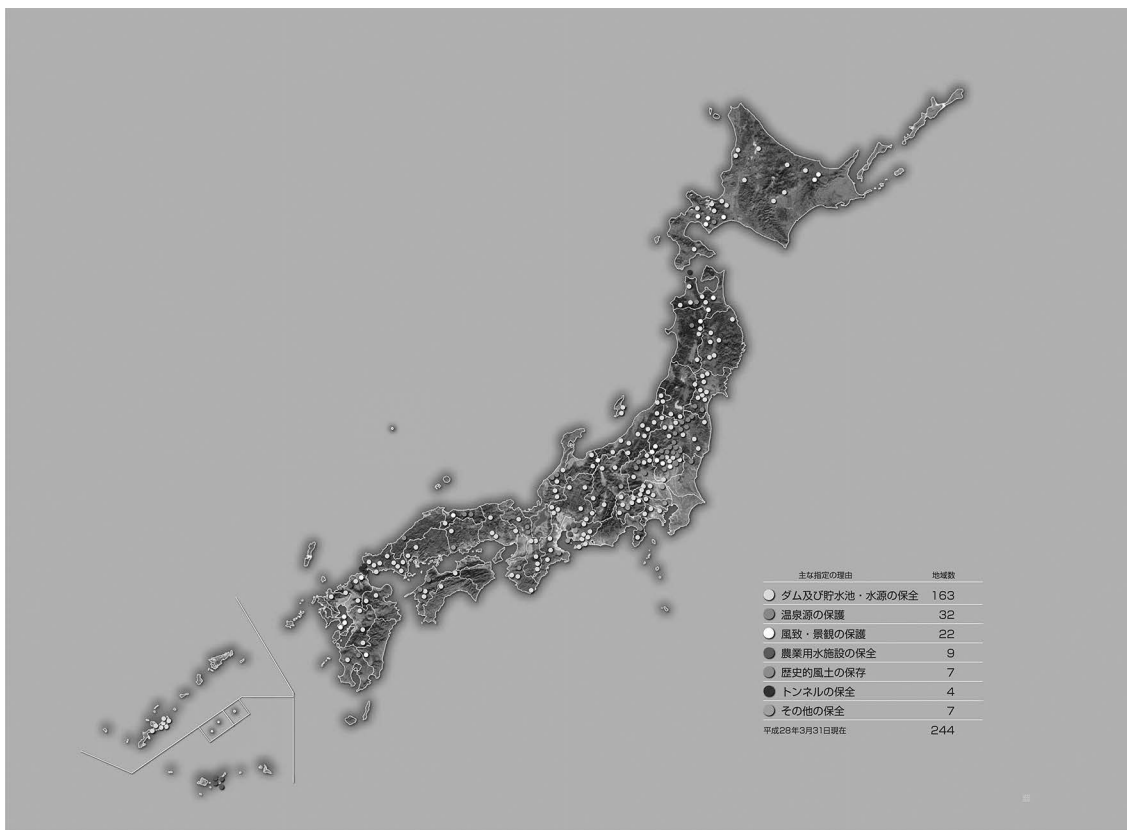 主な指定の理由 地域数
ダム及び貯水池・水源の保全 163
温泉源の保護 32
風致・景観の保護 22
農業用水施設の保全 9
歴史的風土の保存 7
トンネルの保全 4
その他の保全 7
平成28年3月31日現在 244